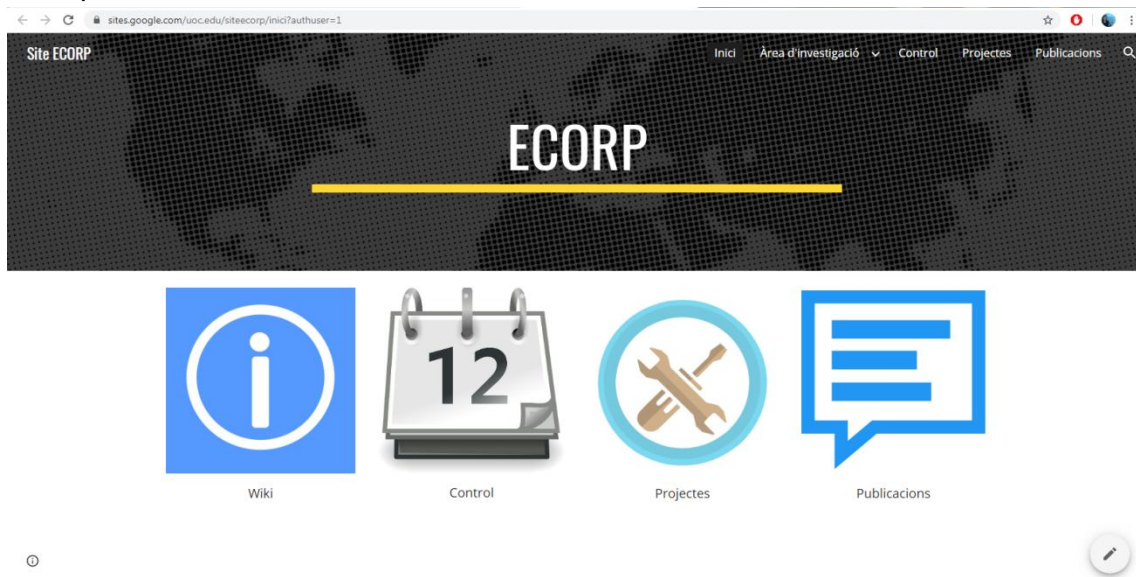 sites.google.com/uoc.edu/siteecorp/inici?authuser=1
Site ECORP
Inici Àrea d'investigació Control Projectes Publicacions
ECORP
12
Wiki Control Projectes Publicacions